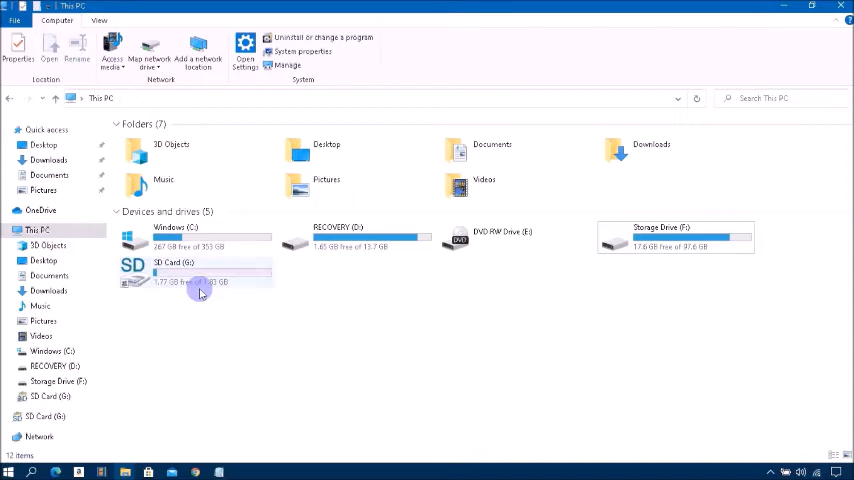 This PC
File
Computer
View
Properties
Open
Rename
Access media
Map network drive
Add a network location
Open Settings
Uninstall or change a program
System properties
Manage
Location
Network
System
This PC
Search This PC
Quick access
Desktop
Downloads
Documents
Pictures
OneDrive
This PC
3D Objects
Desktop
Documents
Downloads
Music
Pictures
Videos
Windows (C:)
RECOVERY (D:)
Storage Drive (F:)
SD Card (G:)
SD Card (G:)
Network
Folders (7)
3D Objects
Desktop
Documents
Downloads
Music
Pictures
Videos
Devices and drives (5)
Windows (C:)
267 GB free of 353 GB
RECOVERY (D:)
1.65 GB free of 13.7 GB
DVD
DVD RW Drive (E:)
Storage Drive (F:)
17.6 GB free of 97.6 GB
SD
SD Card (G:)
1.77 GB free of 1.83 GB
12 items